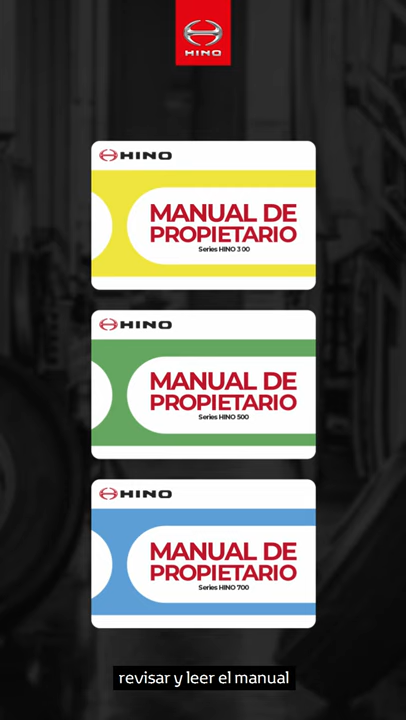 HINO
HINO
MANUAL DE
PROPIETARIO
Series HINO 300
HINO
MANUAL DE
PROPIETARIO
Series HINO 500
HINO
MANUAL DE
PROPIETARIO
Series HINO 700
revisar y leer el manual